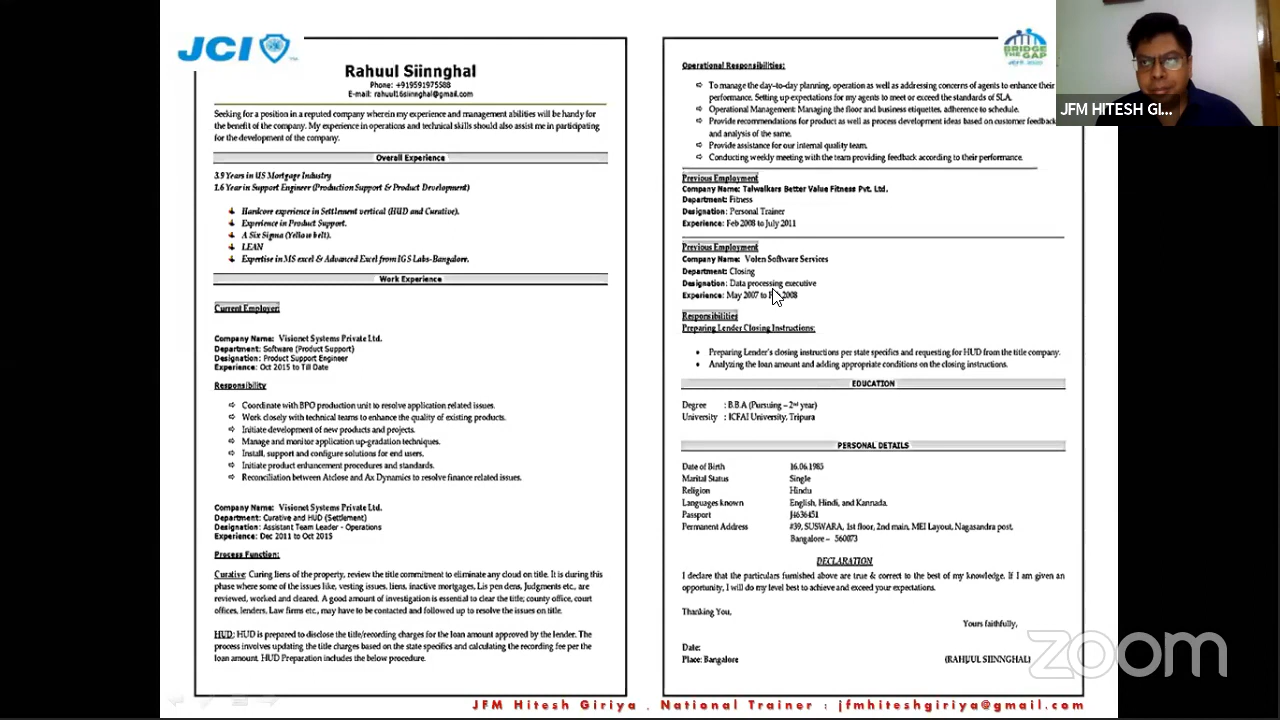 JCI
Rahuul Siinnghal
Phone: +919591975588
E-mail: rahuul16siinnghal@gmail.com
Seeking for a position in a reputed company wherein my experience and management abilities will be handy for
the benefit of the company. My experience in operations and technical skills should also assist me in participating
for the development of the company.
Overall Experience
3.9 Years in US Mortgage Industry
1.6 Year in Support Engineer (Production Support & Product Development)
Hardcore experience in Settlement vertical (HUD and Curative).
Experience in Product Support.
A Six Sigma (Yellow belt).
LEAN
Expertise in MS excel & Advanced Excel from IGS Labs-Bangalore.
Work Experience
Current Employer:
Company Name: Visionet Systems Private Ltd.
Department: Software (Product Support)
Designation: Product Support Engineer
Experience: Oct 2015 to Till Date
Responsibility
Coordinate with BPO production unit to resolve application related issues.
Work closely with technical teams to enhance the quality of existing products.
Initiate development of new products and projects.
Manage and monitor application up-gradation techniques.
Install, support and configure solutions for end users.
Initiate product enhancement procedures and standards.
Reconciliation between Atclose and Ax Dynamics to resolve finance related issues.
Company Name: Visionet Systems Private Ltd.
Department: Curative and HUD (Settlement)
Designation: Assistant Team Leader - Operations
Experience: Dec 2011 to Oct 2015
Process Function:
Curative: Curing liens of the property, review the title commitment to eliminate any cloud on title. It is during this
phase where some of the issues like, vesting issues, liens, inactive mortgages, Lis pen dens, Judgments etc., are
reviewed, worked and cleared. A good amount of investigation is essential to clear the title; county office, court
offices, lenders, Law firms etc., may have to be contacted and followed up to resolve the issues on title.
HUD: HUD is prepared to disclose the title/recording charges for the loan amount approved by the lender. The
process involves updating the title charges based on the state specifics and calculating the recording fee per the
loan amount. HUD Preparation includes the below procedure.
BRIDGE
THE GAP
Operational Responsibilities:
To manage the day-to-day planning, operation as well as addressing concerns of agents to enhance their
performance. Setting up expectations for my agents to meet or exceed the standards of SLA.
Operational Management: Managing the floor and business etiquettes, adherence to schedule.
Provide recommendations for product as well as process development ideas based on customer feedback
and analysis of the same.
Provide assistance for our internal quality team.
Conducting weekly meeting with the team providing feedback according to their performance.
Previous Employment
Company Name: Talwalkars Better Value Fitness Pvt. Ltd.
Department: Fitness
Designation: Personal Trainer
Experience: Feb 2008 to July 2011
Previous Employment
Company Name: Volen Software Services
Department: Closing
Designation: Data processing executive
Experience: May 2007 to 2008
Responsibilities
Preparing Lender Closing Instructions:
Preparing Lender's closing instructions per state specifics and requesting for HUD from the title company.
Analyzing the loan amount and adding appropriate conditions on the closing instructions.
EDUCATION
Degree : B.B.A (Pursuing – 2nd year)
University : ICFAI University, Tripura
PERSONAL DETAILS
Date of Birth 16.06.1985
Marital Status Single
Religion Hindu
Languages known English, Hindi, and Kannada.
Passport J4636451
Permanent Address #39, SUSWARA, 1st floor, 2nd main, MEI Layout, Nagasandra post.
Bangalore – 560073
DECLARATION
I declare that the particulars furnished above are true & correct to the best of my knowledge. If I am given an
opportunity, I will do my level best to achieve and exceed your expectations.
Thanking You,
Yours faithfully,
Date:
Place: Bangalore (RAHUUL SIINNGHAL)
JFM HITESH GI...
zoom
JFM Hitesh Giriya . National Trainer : jfmhiteshgiriya@gmail.com